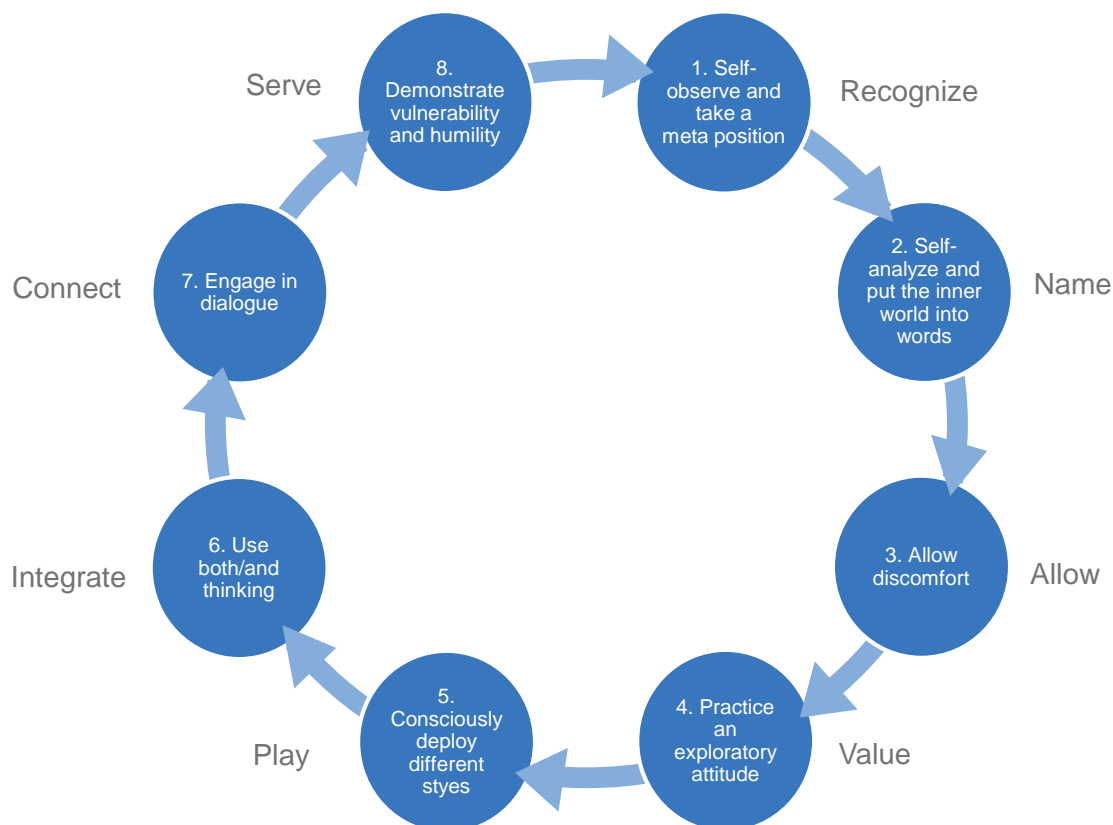 1. Self-
observe and
take a
meta position
Recognize
2. Self-
analyze and
put the inner
world into
words
Name
3. Allow
discomfort
Allow
4. Practice
an
exploratory
attitude
Value
5.
Consciously
deploy
different
styes
Play
6. Use
both/and
thinking
Integrate
7. Engage in
dialogue
Connect
8.
Demonstrate
vulnerability
and humility
Serve